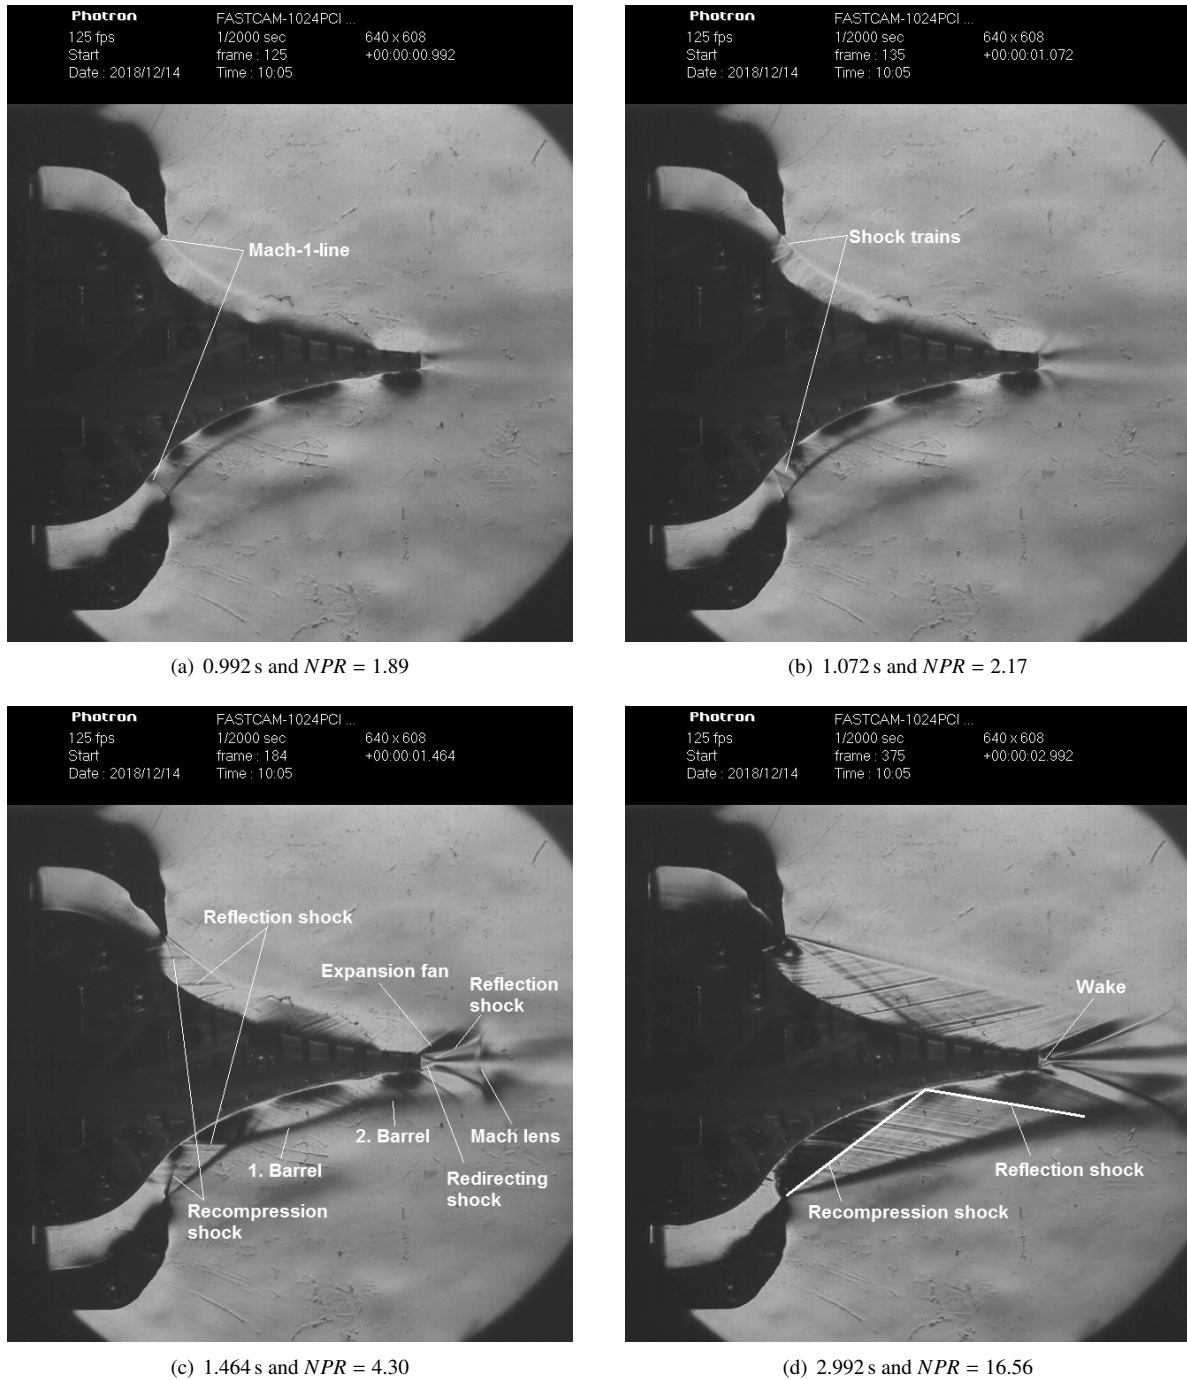 Photron
FASTCAM-1024PCI ...
125 fps
1/2000 sec
640 x 608
Start
frame : 125
+00:00:00.992
Date : 2018/12/14
Time : 10:05
Mach-1-line
(a) 0.992 s and NPR = 1.89
Photron
FASTCAM-1024PCI ...
125 fps
1/2000 sec
640 x 608
Start
frame : 135
+00:00:01.072
Date : 2018/12/14
Time : 10:05
Shock trains
(b) 1.072 s and NPR = 2.17
Photron
FASTCAM-1024PCI ...
125 fps
1/2000 sec
640 x 608
Start
frame : 184
+00:00:01.464
Date : 2018/12/14
Time : 10:05
Reflection shock
Expansion fan
Reflection
shock
2. Barrel
Mach lens
1. Barrel
Redirecting
shock
Recompression
shock
(c) 1.464 s and NPR = 4.30
Photron
FASTCAM-1024PCI ...
125 fps
1/2000 sec
640 x 608
Start
frame : 375
+00:00:02.992
Date : 2018/12/14
Time : 10:05
Wake
Reflection shock
Recompression shock
(d) 2.992 s and NPR = 16.56